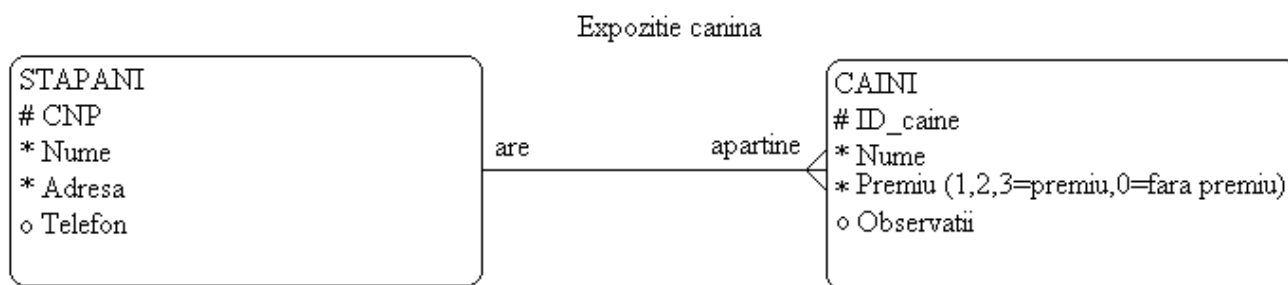 Expozitie canina
STAPANI
# CNP
* Nume
* Adresa
o Telefon
are
apartine
CAINI
# ID_caine
* Nume
* Premiu (1,2,3=premiu,0=fara premiu)
o Observatii